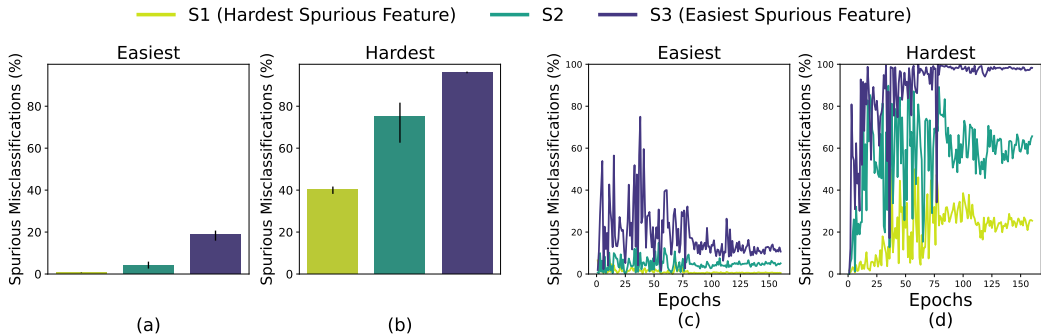 S1 (Hardest Spurious Feature) S2 S3 (Easiest Spurious Feature)
Easiest
Spurious Misclassifications (%)
80
60
40
20
0
(a)
Hardest
Spurious Misclassifications (%)
80
60
40
20
0
(b)
Easiest
Spurious Misclassifications (%)
100
80
60
40
20
0
0 25 50 75 100 125 150
Epochs
(c)
Hardest
Spurious Misclassifications (%)
100
80
60
40
20
0
0 25 50 75 100 125 150
Epochs
(d)